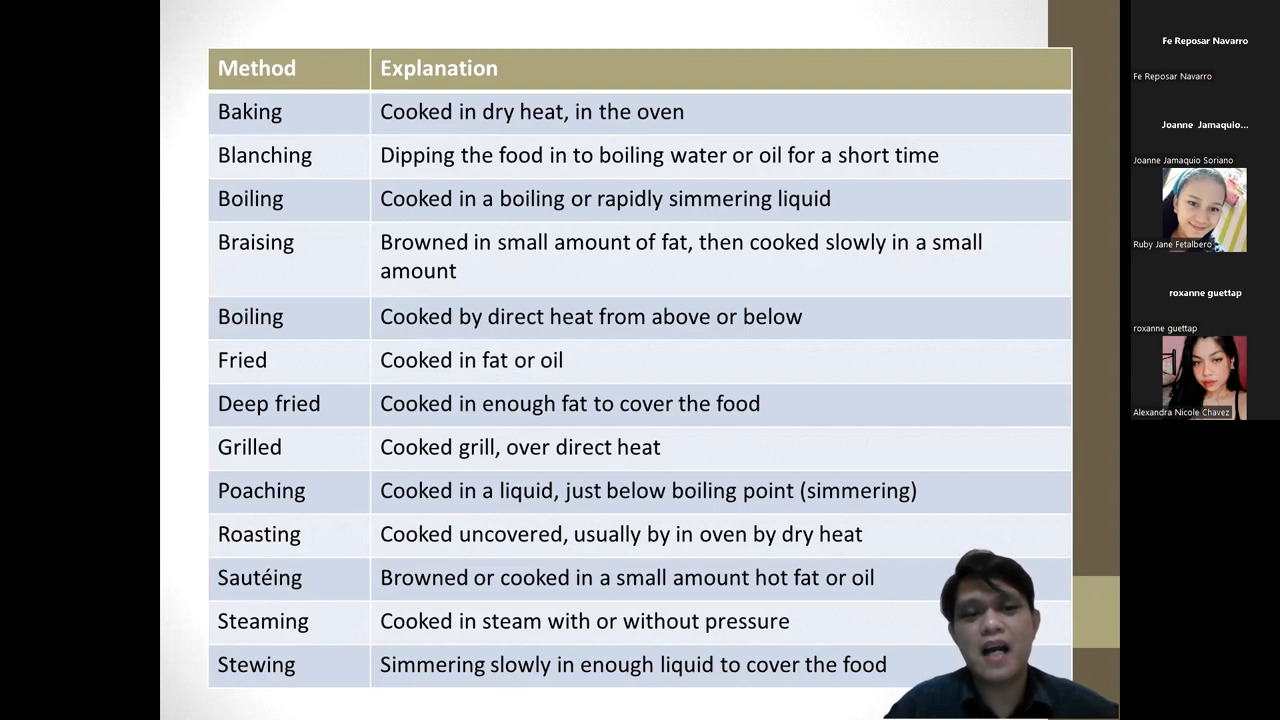 Method Explanation
Baking Cooked in dry heat, in the oven
Blanching Dipping the food in to boiling water or oil for a short time
Boiling Cooked in a boiling or rapidly simmering liquid
Braising Browned in small amount of fat, then cooked slowly in a small
amount
Boiling Cooked by direct heat from above or below
Fried Cooked in fat or oil
Deep fried Cooked in enough fat to cover the food
Grilled Cooked grill, over direct heat
Poaching Cooked in a liquid, just below boiling point (simmering)
Roasting Cooked uncovered, usually by in oven by dry heat
Sautéing Browned or cooked in a small amount hot fat or oil
Steaming Cooked in steam with or without pressure
Stewing Simmering slowly in enough liquid to cover the food
Fe Reposar Navarro
Fe Reposar Navarro
Joanne Jamaquio...
Joanne Jamaquio Soriano
Ruby Jane Fetalbero
roxanne guettap
roxanne guettap
Alexandra Nicole Chavez